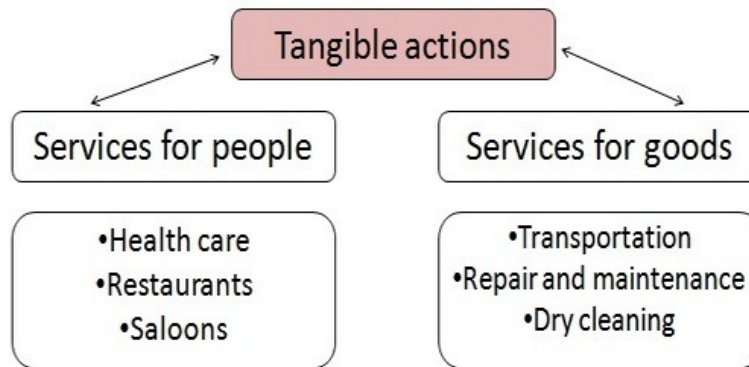 Tangible actions
Services for people
Services for goods
•Health care
•Restaurants
•Saloons
•Transportation
•Repair and maintenance
•Dry cleaning